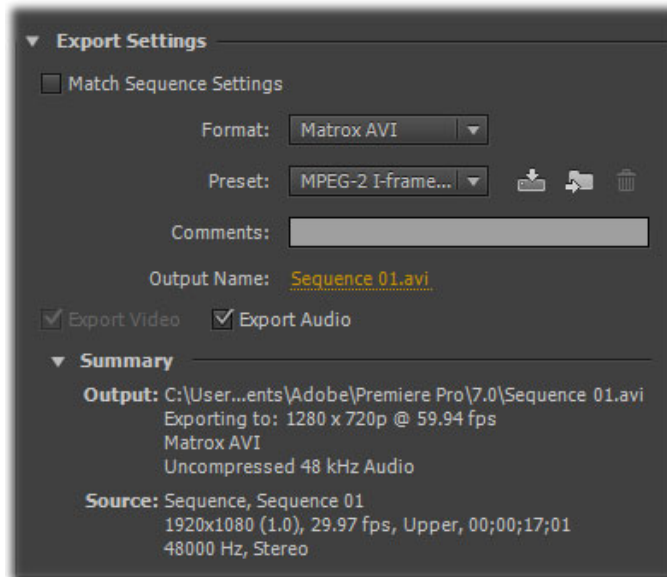 Export Settings
Match Sequence Settings
Format: Matrox AVI
Preset: MPEG-2 I-frame...
Comments:
Output Name: Sequence 01.avi
Export Video Export Audio
Summary
Output: C:\User...ents\Adobe\Premiere Pro\7.0\Sequence 01.avi
Exporting to: 1280 x 720p @ 59.94 fps
Matrox AVI
Uncompressed 48 kHz Audio
Source: Sequence, Sequence 01
1920x1080 (1.0), 29.97 fps, Upper, 00;00;17;01
48000 Hz, Stereo